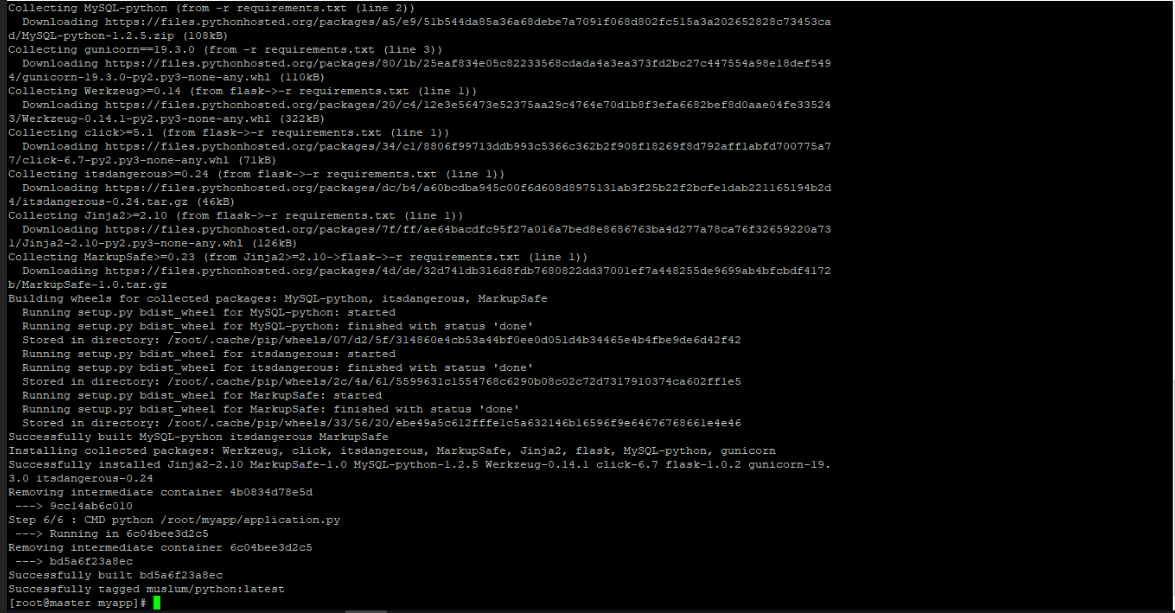 Collecting MySQL-python (from -r requirements.txt (line 2))
  Downloading https://files.pythonhosted.org/packages/a5/e9/51b544da85a36a68debe7a7091f068d802fc515a3a202652828c73453ca
d/MySQL-python-1.2.5.zip (108kB)
Collecting gunicorn==19.3.0 (from -r requirements.txt (line 3))
  Downloading https://files.pythonhosted.org/packages/80/1b/25eaf834e05c82233568cdada4a3ea373fd2bc27c447554a98e18def549
4/gunicorn-19.3.0-py2.py3-none-any.whl (110kB)
Collecting Werkzeug>=0.14 (from flask->-r requirements.txt (line 1))
  Downloading https://files.pythonhosted.org/packages/20/c4/12e3e56473e52375aa29c4764e70d1b8f3efa6682bef8d0aae04fe33524
3/Werkzeug-0.14.1-py2.py3-none-any.whl (322kB)
Collecting click>=5.1 (from flask->-r requirements.txt (line 1))
  Downloading https://files.pythonhosted.org/packages/34/c1/8806f99713ddb993c5366c362b2f908f18269f8d792aff1abfd700775a7
7/click-6.7-py2.py3-none-any.whl (71kB)
Collecting itsdangerous>=0.24 (from flask->-r requirements.txt (line 1))
  Downloading https://files.pythonhosted.org/packages/dc/b4/a60bcdba945c00f6d608d8975131ab3f25b22f2bcfe1dab221165194b2d
4/itsdangerous-0.24.tar.gz (46kB)
Collecting Jinja2>=2.10 (from flask->-r requirements.txt (line 1))
  Downloading https://files.pythonhosted.org/packages/7f/ff/ae64bacdfc95f27a016a7bed8e8686763ba4d277a78ca76f32659220a73
1/Jinja2-2.10-py2.py3-none-any.whl (126kB)
Collecting MarkupSafe>=0.23 (from Jinja2>=2.10->flask->-r requirements.txt (line 1))
  Downloading https://files.pythonhosted.org/packages/4d/de/32d741db316d8fdb7680822dd37001ef7a448255de9699ab4bfcbdf4172
b/MarkupSafe-1.0.tar.gz
Building wheels for collected packages: MySQL-python, itsdangerous, MarkupSafe
  Running setup.py bdist_wheel for MySQL-python: started
  Running setup.py bdist_wheel for MySQL-python: finished with status 'done'
  Stored in directory: /root/.cache/pip/wheels/07/d2/5f/314860e4cb53a44bf0ee0d051d4b34465e4b4fbe9de6d42f42
  Running setup.py bdist_wheel for itsdangerous: started
  Running setup.py bdist_wheel for itsdangerous: finished with status 'done'
  Stored in directory: /root/.cache/pip/wheels/2c/4a/61/5599631c1554768c6290b08c02c72d7317910374ca602ff1e5
  Running setup.py bdist_wheel for MarkupSafe: started
  Running setup.py bdist_wheel for MarkupSafe: finished with status 'done'
  Stored in directory: /root/.cache/pip/wheels/33/56/20/ebe49a5c612fffe1c5a632146b16596f9e64676768661e4e46
Successfully built MySQL-python itsdangerous MarkupSafe
Installing collected packages: Werkzeug, click, itsdangerous, MarkupSafe, Jinja2, flask, MySQL-python, gunicorn
Successfully installed Jinja2-2.10 MarkupSafe-1.0 MySQL-python-1.2.5 Werkzeug-0.14.1 click-6.7 flask-1.0.2 gunicorn-19.
3.0 itsdangerous-0.24
Removing intermediate container 4b0834d78e5d
 ---> 9cc14ab6c010
Step 6/6 : CMD python /root/myapp/application.py
 ---> Running in 6c04bee3d2c5
Removing intermediate container 6c04bee3d2c5
 ---> bd5a6f23a8ec
Successfully built bd5a6f23a8ec
Successfully tagged muslum/python:latest
[root@master myapp]#